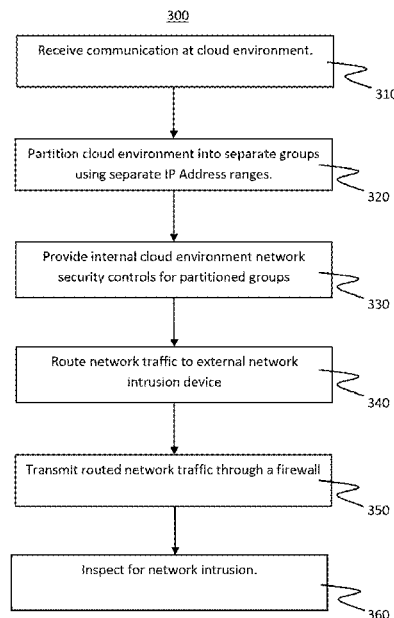 300
Receive communication at cloud environment.
310
Partition cloud environment into separate groups
using separate IP Address ranges.
320
Provide internal cloud environment network
security controls for partitioned groups
330
Route network traffic to external network
intrusion device
340
Transmit routed network traffic through a firewall
350
Inspect for network intrusion.
360